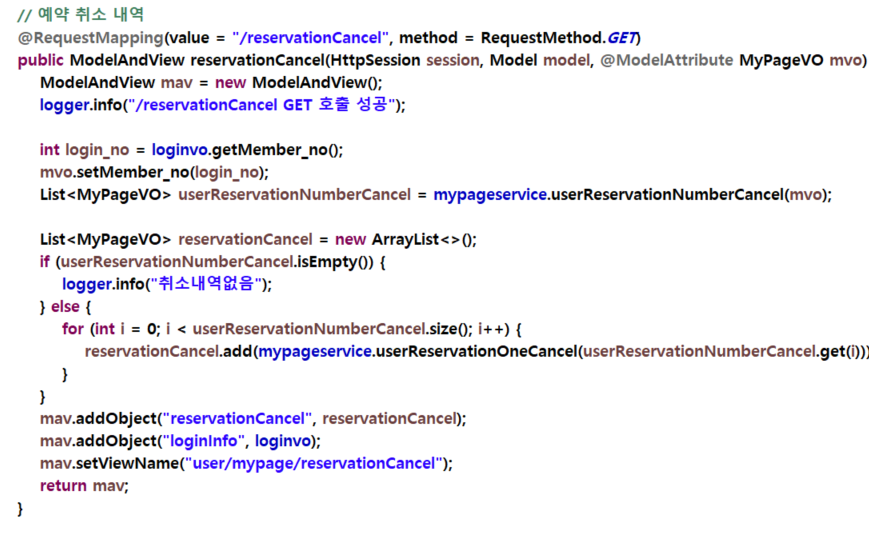 // 예약 취소 내역
@RequestMapping(value = "/reservationCancel", method = RequestMethod.GET)
public ModelAndView reservationCancel(HttpSession session, Model model, @ModelAttribute MyPageVO mvo)
ModelAndView mav = new ModelAndView();
logger.info("/reservationCancel GET 호출 성공");
int login_no = loginvo.getMember_no();
mvo.setMember_no(login_no);
List<MyPageVO> userReservationNumberCancel = mypageservice.userReservationNumberCancel(mvo);
List<MyPageVO> reservationCancel = new ArrayList<>();
if (userReservationNumberCancel.isEmpty()) {
logger.info("취소내역없음");
} else {
for (int i = 0; i < userReservationNumberCancel.size(); i++) {
reservationCancel.add(mypageservice.userReservationOneCancel(userReservationNumberCancel.get(i)))
}
}
mav.addObject("reservationCancel", reservationCancel);
mav.addObject("loginInfo", loginvo);
mav.setViewName("user/mypage/reservationCancel");
return mav;
}